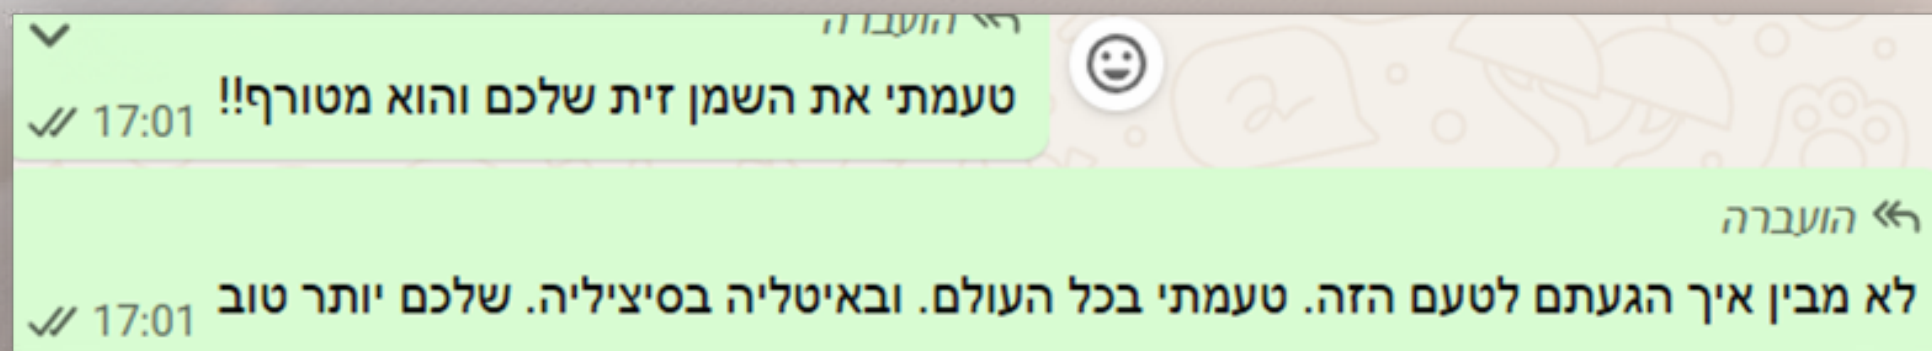 הועברה
טעמתי את השמן זית שלכם והוא מטורף!!
17:01
הועברה
לא מבין איך הגעתם לטעם הזה. טעמתי בכל העולם. ובאיטליה בסיציליה. שלכם יותר טוב
17:01